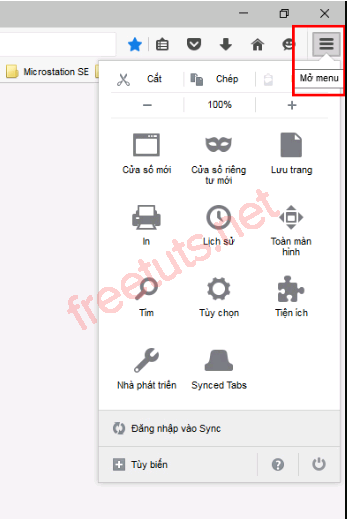 Microstation SE
Mở menu
Cắt
Chép
100%
Cửa sổ mới
Cửa sổ riêng
tư mới
Lưu trang
In
Lịch sử
Toàn màn
hình
Tìm
Tùy chọn
Tiện ích
Nhà phát triển
Synced Tabs
Đăng nhập vào Sync
Tùy biến
freetuts.net